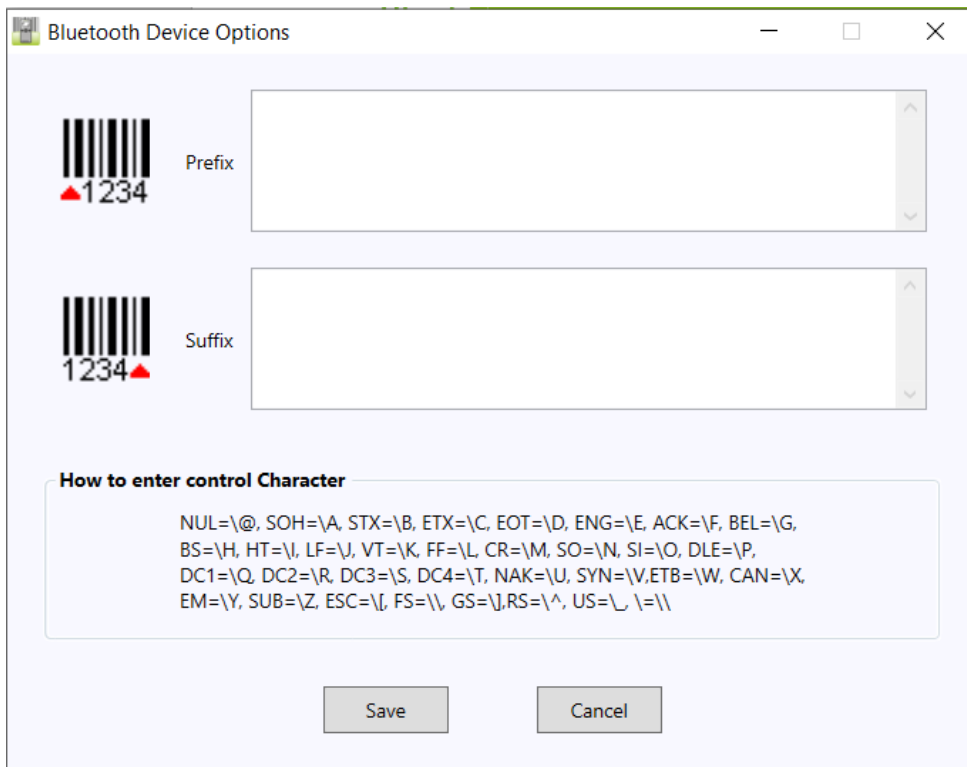 Bluetooth Device Options
1234
Prefix
1234
Suffix
How to enter control Character
NUL=\@, SOH=\A, STX=\B, ETX=\C, EOT=\D, ENG=\E, ACK=\F, BEL=\G,
BS=\H, HT=\I, LF=\J, VT=\K, FF=\L, CR=\M, SO=\N, SI=\O, DLE=\P,
DC1=\Q, DC2=\R, DC3=\S, DC4=\T, NAK=\U, SYN=\V,ETB=\W, CAN=\X,
EM=\Y, SUB=\Z, ESC=\[, FS=\\, GS=\],RS=\^, US=\_, \=\\
Save
Cancel